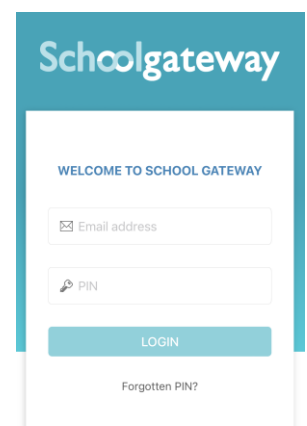 Schoolgateway
WELCOME TO SCHOOL GATEWAY
Email address
PIN
LOGIN
Forgotten PIN?